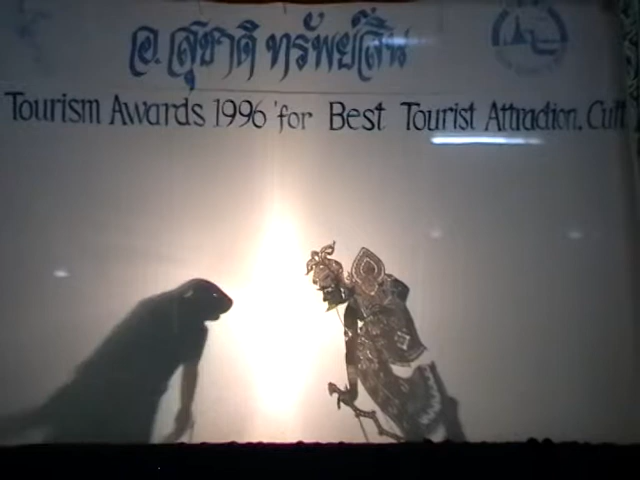 อ. สุชาติ ทรัพย์สิน
Tourism Awards 1996 for Best Tourist Attraction. Cult